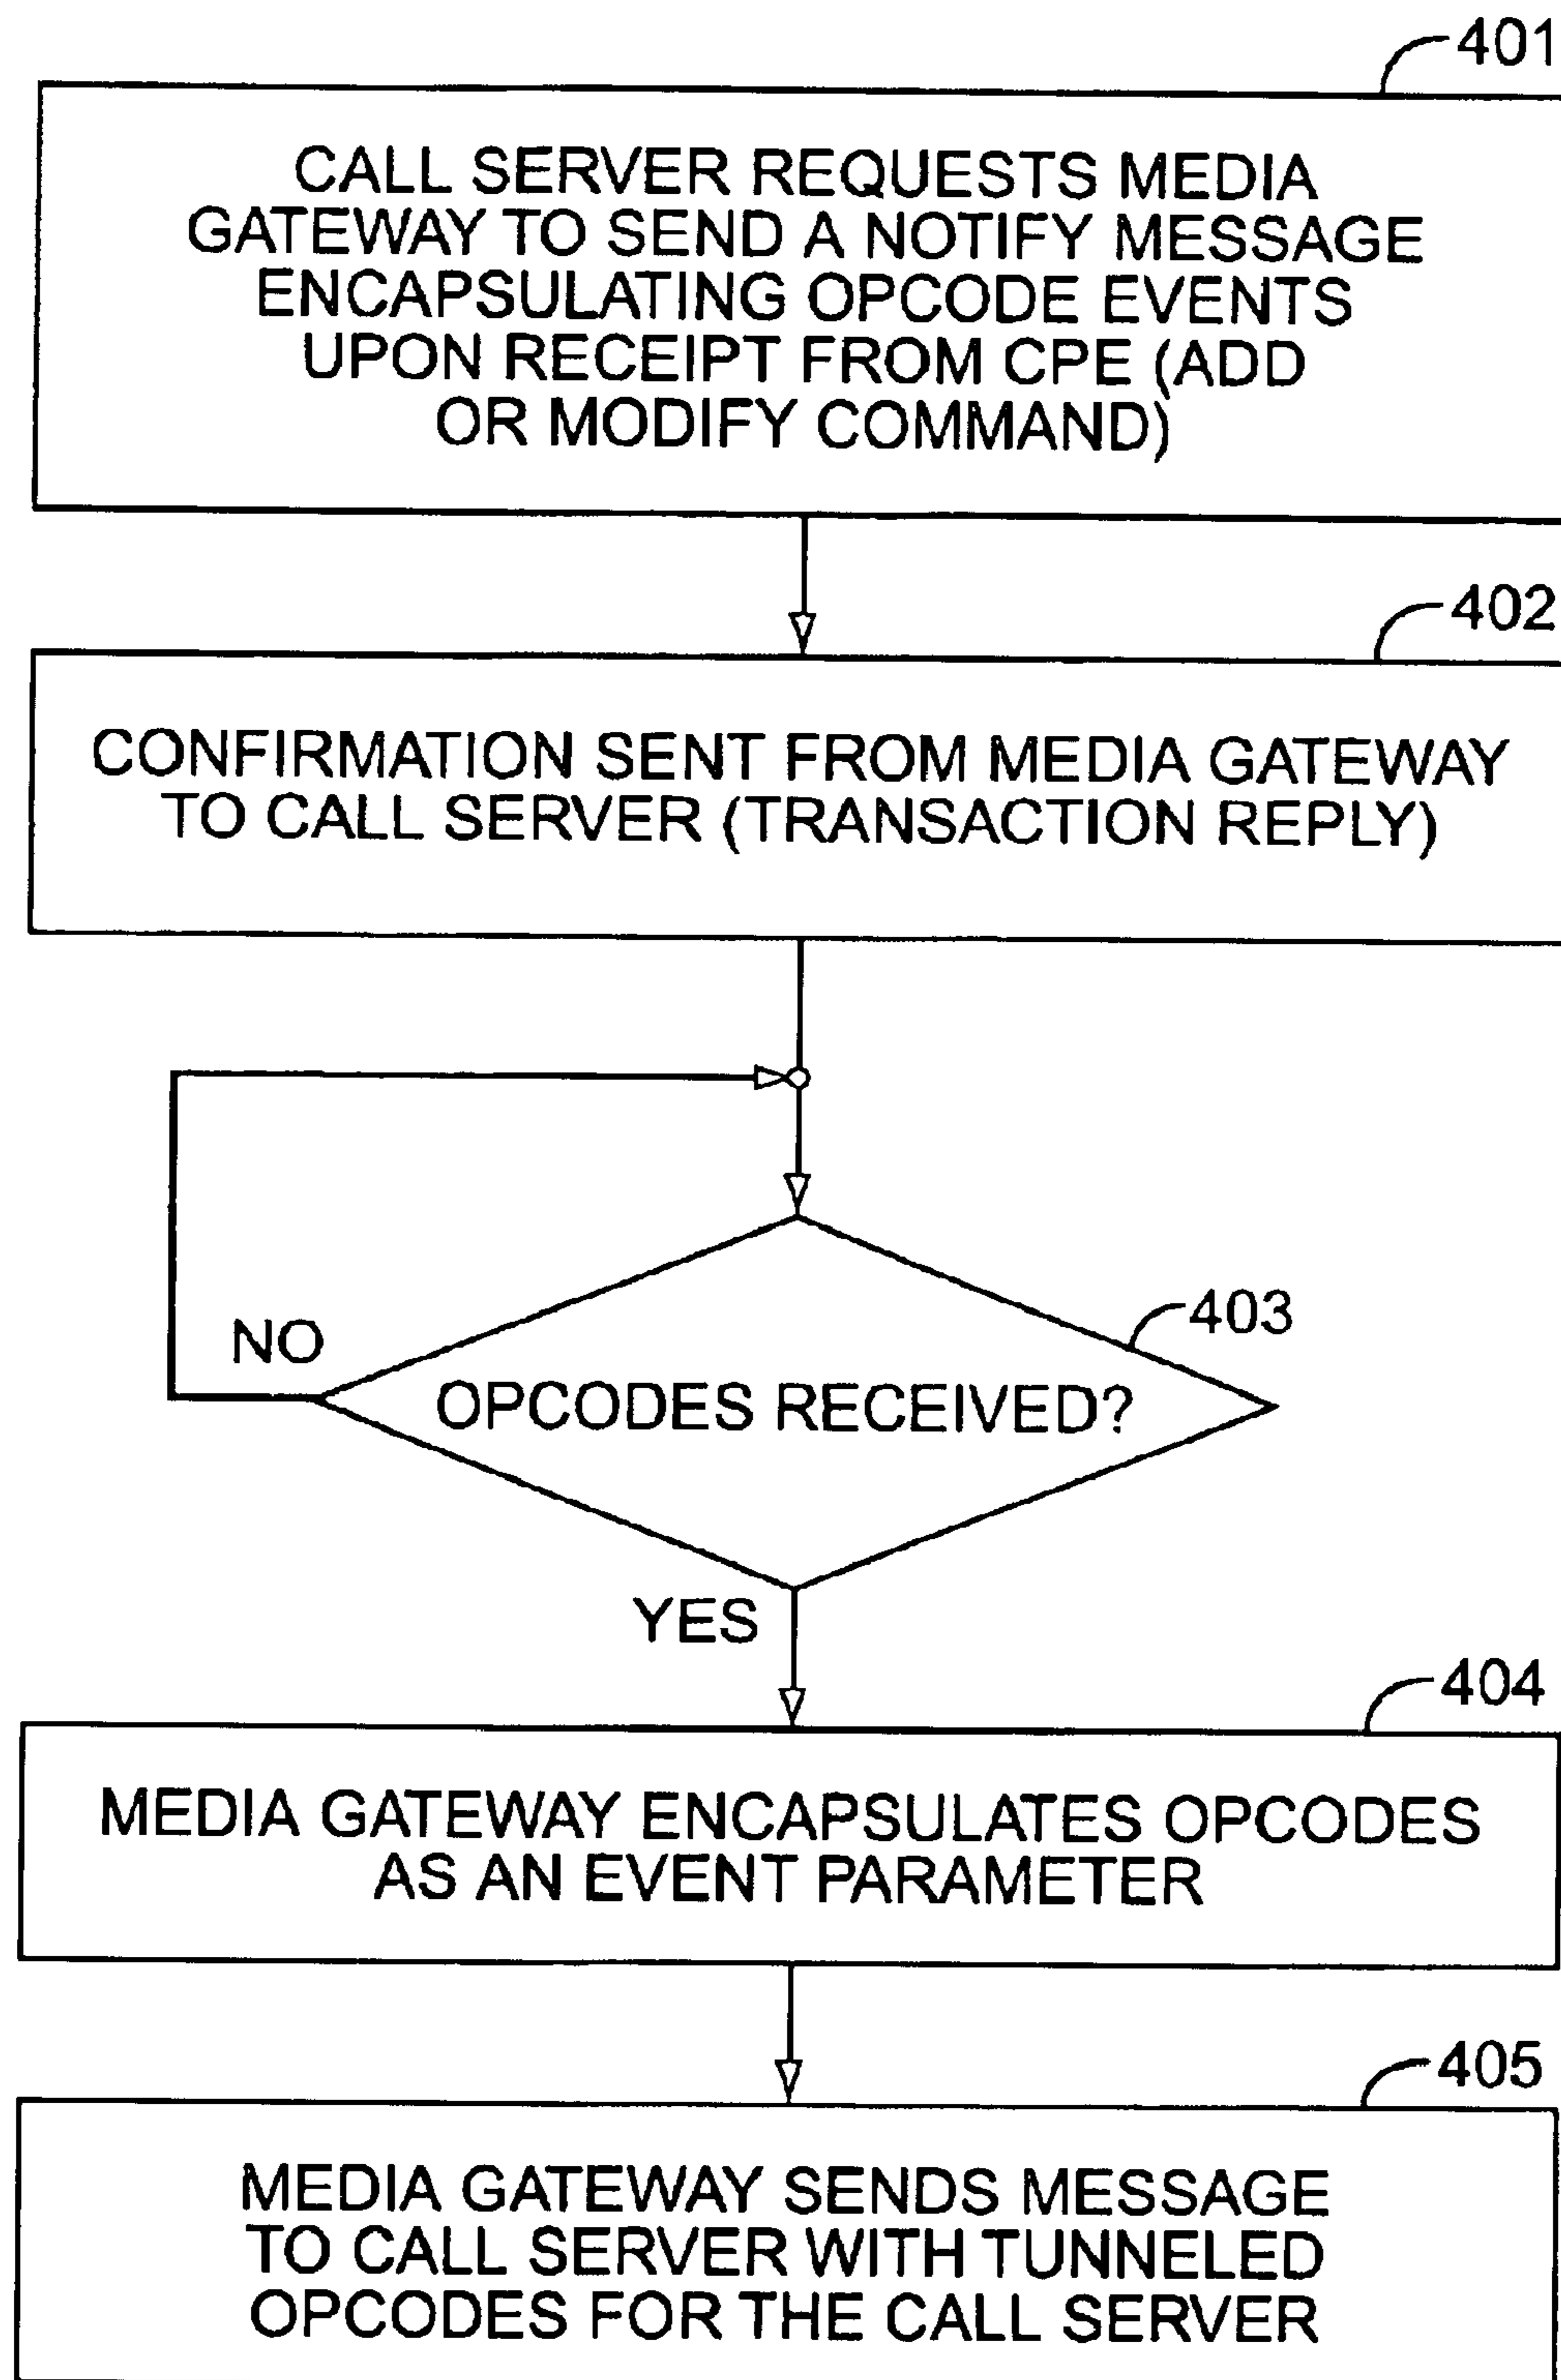 401
CALL SERVER REQUESTS MEDIA
GATEWAY TO SEND A NOTIFY MESSAGE
ENCAPSULATING OPCODE EVENTS
UPON RECEIPT FROM CPE (ADD
OR MODIFY COMMAND)
402
CONFIRMATION SENT FROM MEDIA GATEWAY
TO CALL SERVER (TRANSACTION REPLY)
403
NO
OPCODES RECEIVED?
YES
404
MEDIA GATEWAY ENCAPSULATES OPCODES
AS AN EVENT PARAMETER
405
MEDIA GATEWAY SENDS MESSAGE
TO CALL SERVER WITH TUNNELED
OPCODES FOR THE CALL SERVER